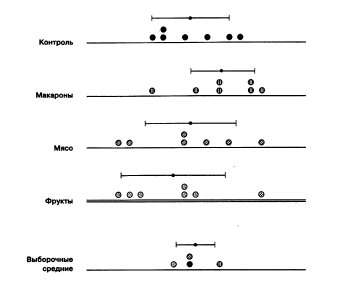 Контроль
Макароны
Мясо
Фрукты
Выборочные
средние